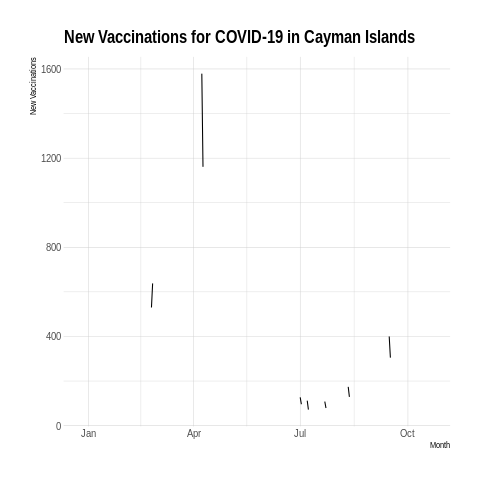 New Vaccinations for COVID-19 in Cayman Islands
New Vaccinations
1600
1200
800
400
0
Jan Apr Jul Oct
Month